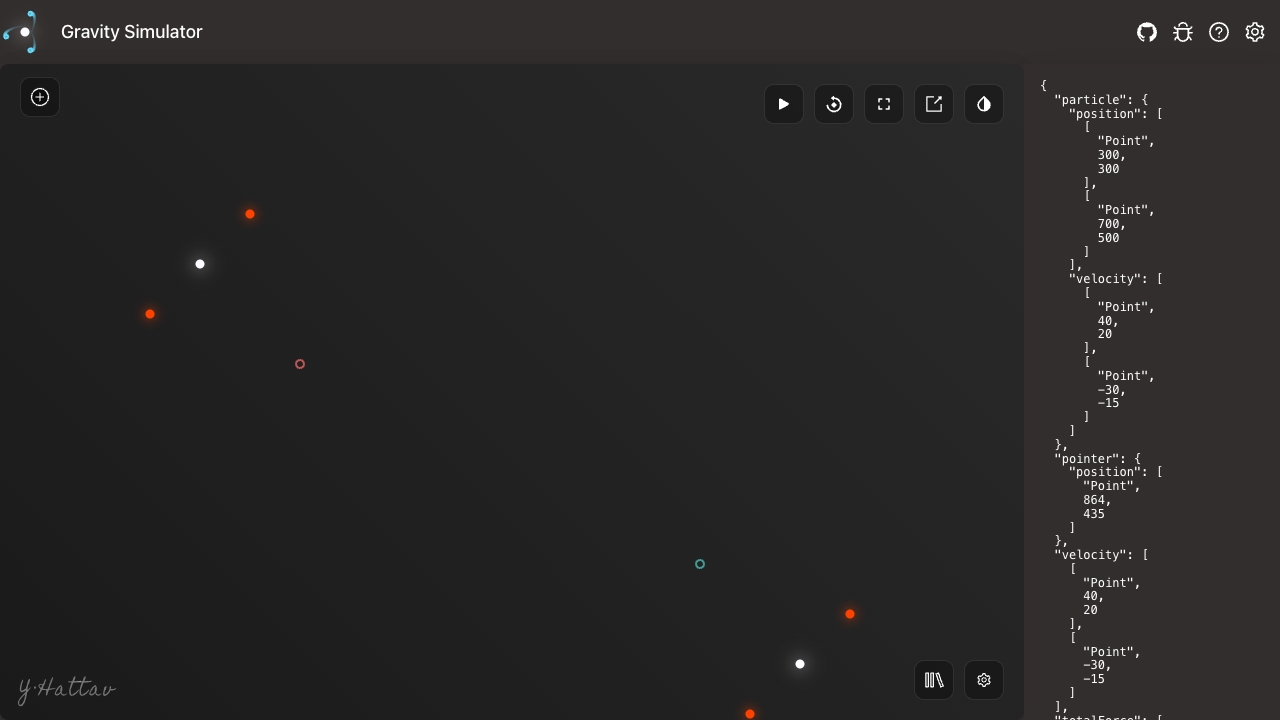 Gravity Simulator
{
"particle": {
"position": [
[
"Point",
300,
300
],
[
"Point",
700,
500
]
],
"velocity": [
[
"Point",
40,
20
],
[
"Point",
-30,
-15
]
]
},
"pointer": {
"position": [
"Point",
864,
435
]
},
"velocity": [
[
"Point",
40,
20
],
[
"Point",
-30,
-15
]
],
"totalForce": [
Y·Hattav